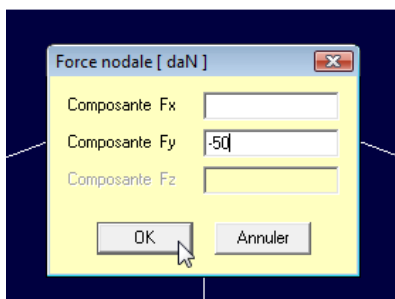 Force nodale [ daN ]
Composante Fx
Composante Fy -50
Composante Fz
OK Annuler